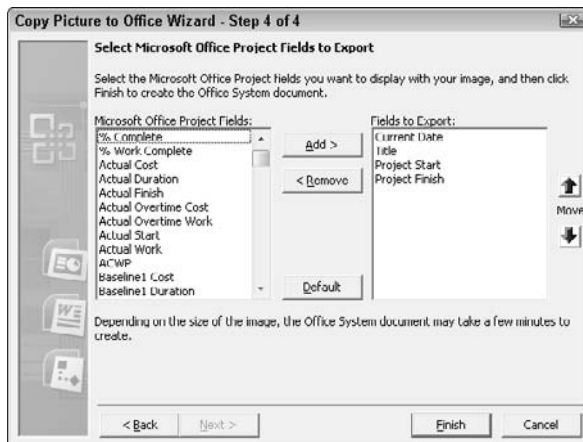 Copy Picture to Office Wizard - Step 4 of 4
Select Microsoft Office Project Fields to Export
Select the Microsoft Office Project fields you want to display with your image, and then click
Finish to create the Office System document.
Microsoft Office Project Fields:
% Complete
% Work Complete
Actual Cost
Actual Duration
Actual Finish
Actual Overtime Cost
Actual Overtime Work
Actual Start
Actual Work
ACWP
Baseline1 Cost
Baseline1 Duration
Add >
< Remove
Default
Fields to Export:
Current Date
Title
Project Start
Project Finish
Move
Depending on the size of the image, the Office System document may take a few minutes to
create.
< Back
Next >
Finish
Cancel